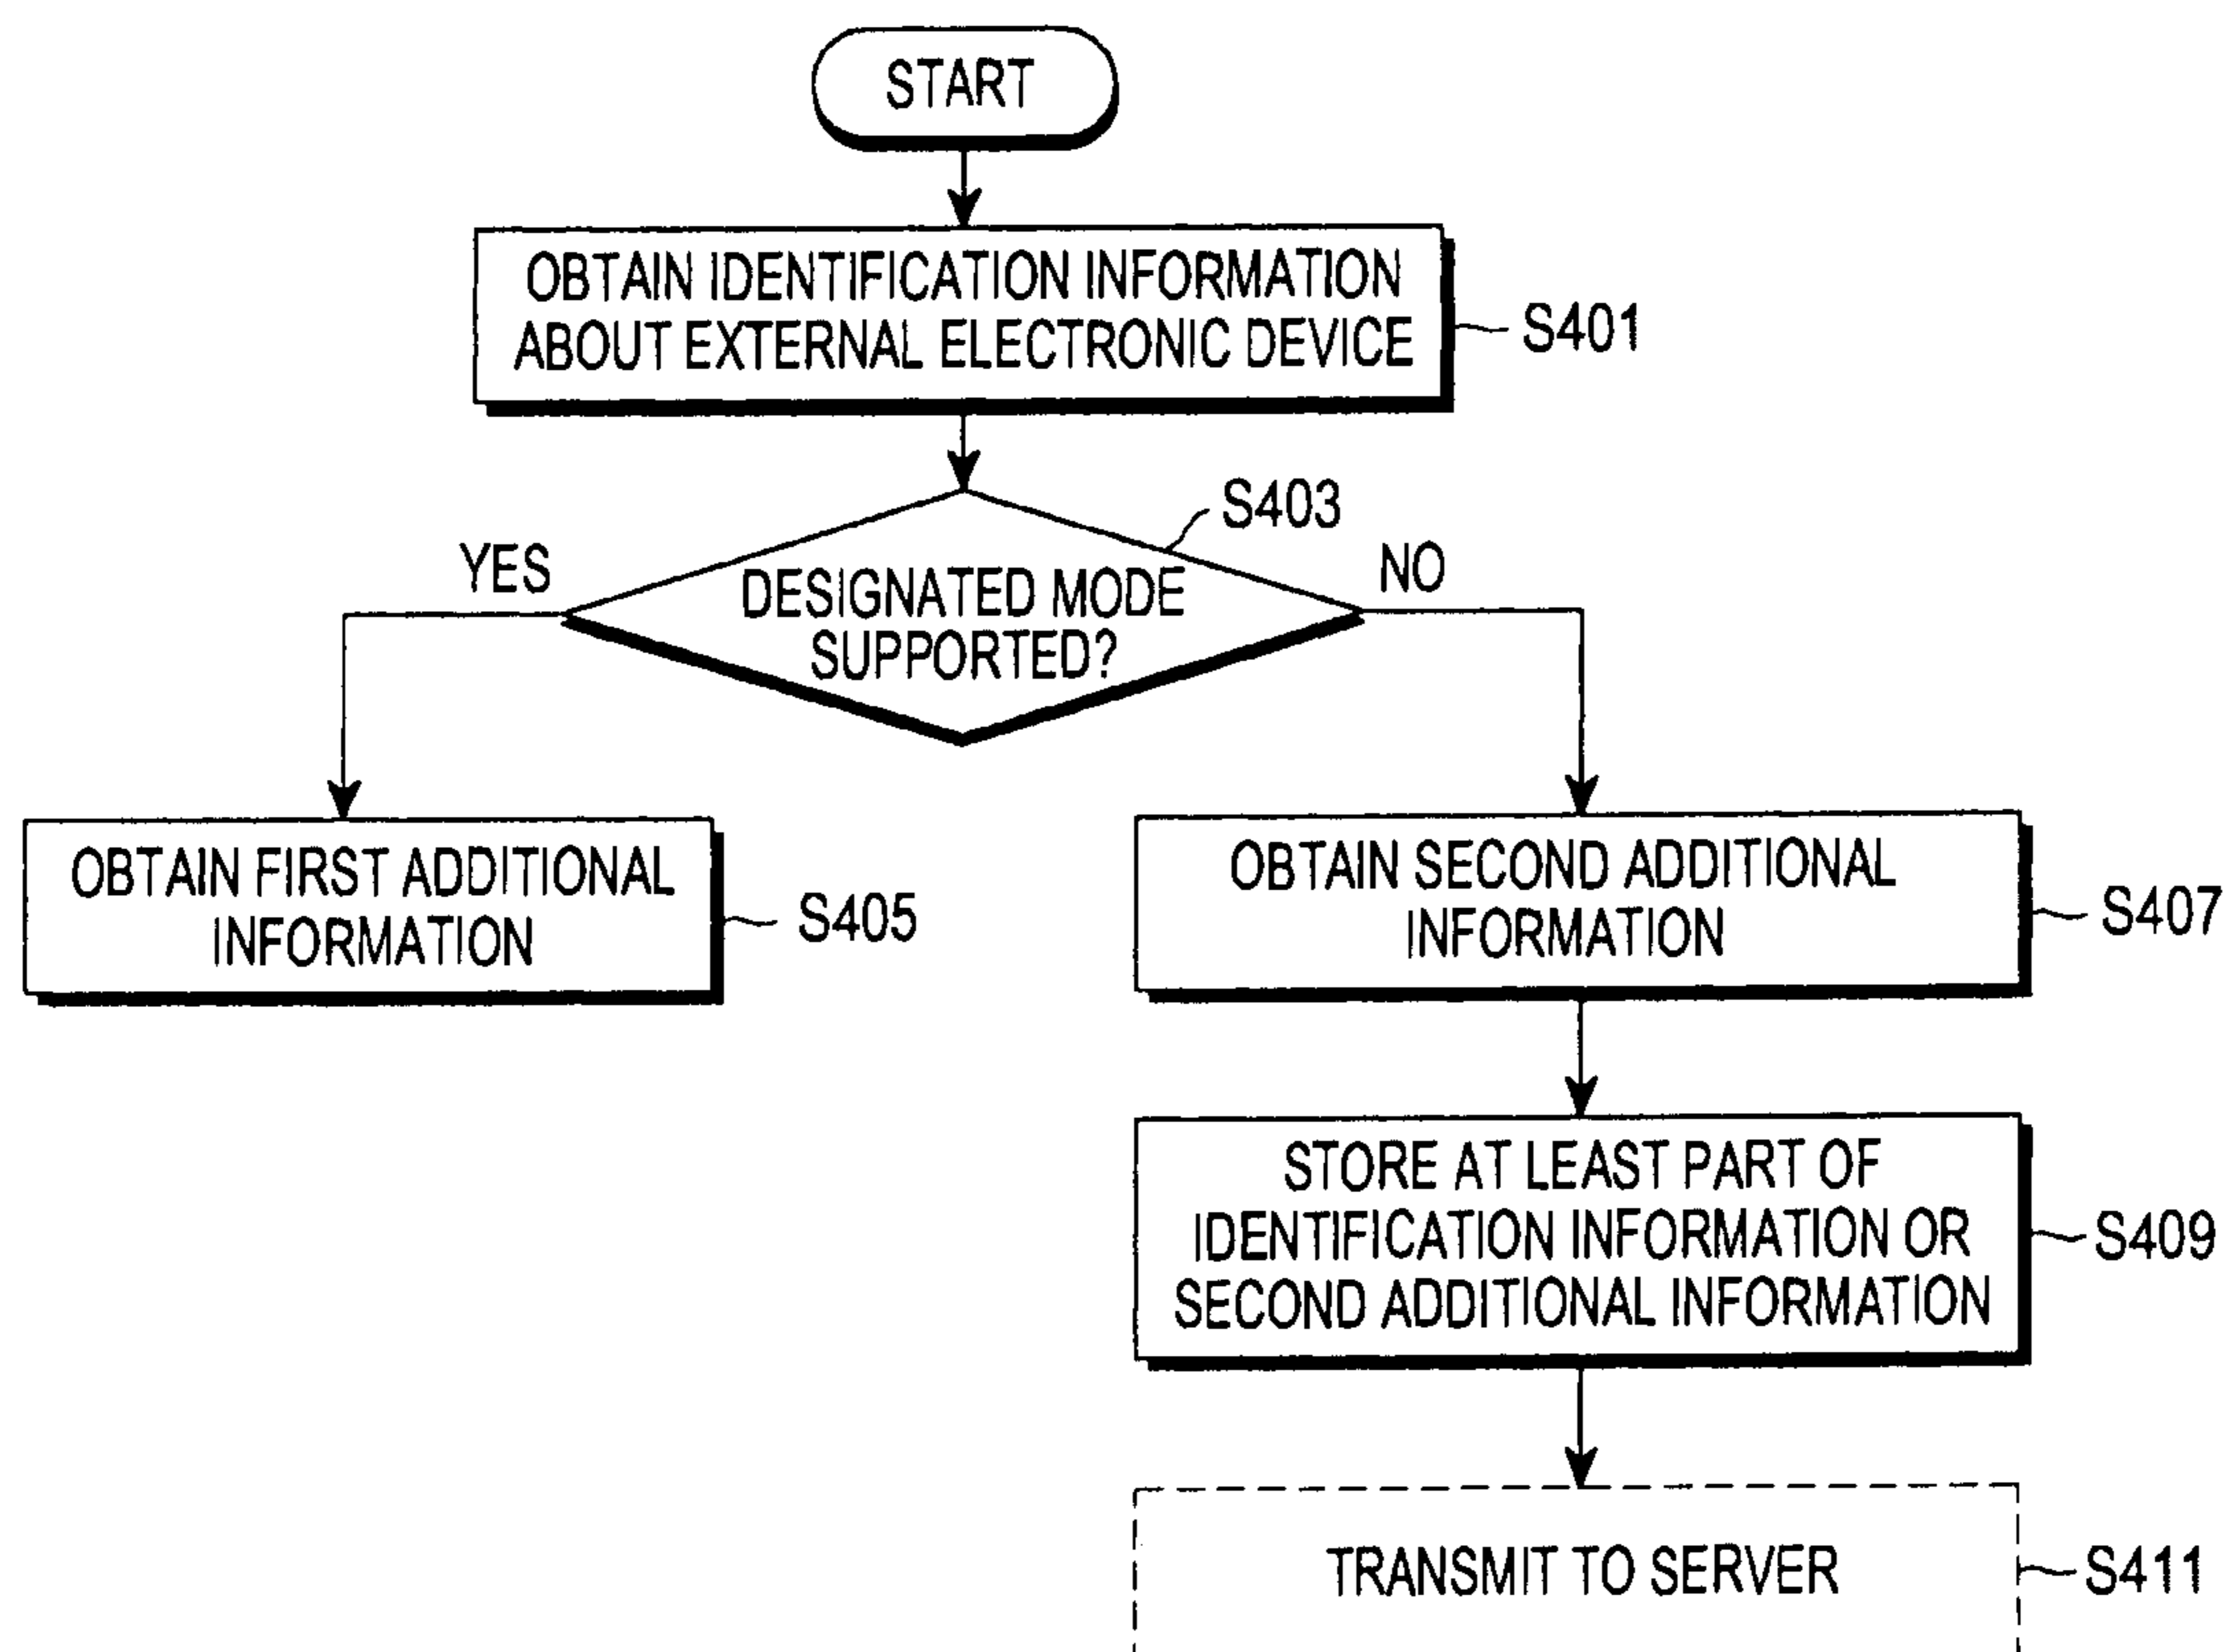 START
OBTAIN IDENTIFICATION INFORMATION
ABOUT EXTERNAL ELECTRONIC DEVICE
S401
S403
YES
NO
DESIGNATED MODE
SUPPORTED?
OBTAIN FIRST ADDITIONAL
INFORMATION
S405
OBTAIN SECOND ADDITIONAL
INFORMATION
S407
STORE AT LEAST PART OF
IDENTIFICATION INFORMATION OR
SECOND ADDITIONAL INFORMATION
S409
TRANSMIT TO SERVER
S411